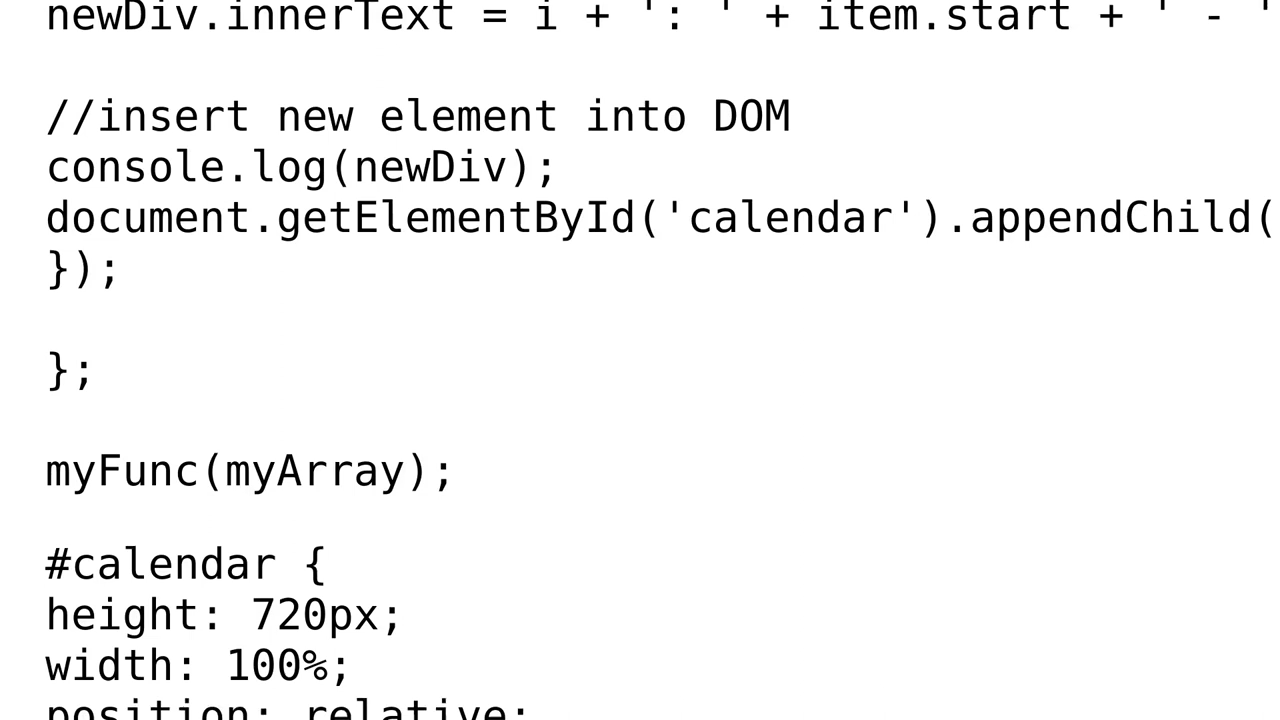 newDiv.innerText = i + ': ' + item.start + ' - '
//insert new element into DOM
console.log(newDiv);
document.getElementById('calendar').appendChild(
});
};
myFunc(myArray);
#calendar {
height: 720px;
width: 100%;
position: relative;